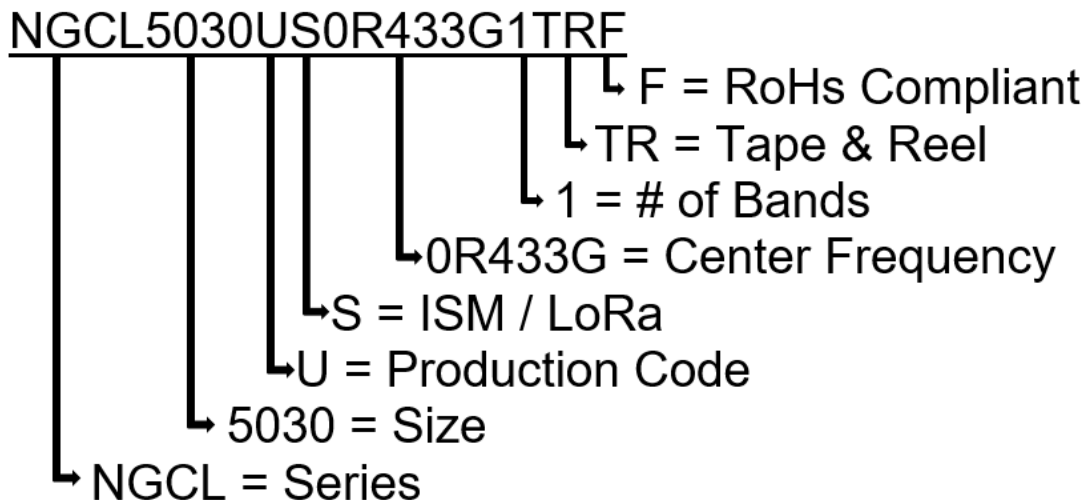 NGCL5030US0R433G1TRF
F = RoHs Compliant
TR = Tape & Reel
1 = # of Bands
0R433G = Center Frequency
S = ISM / LoRa
U = Production Code
5030 = Size
NGCL = Series